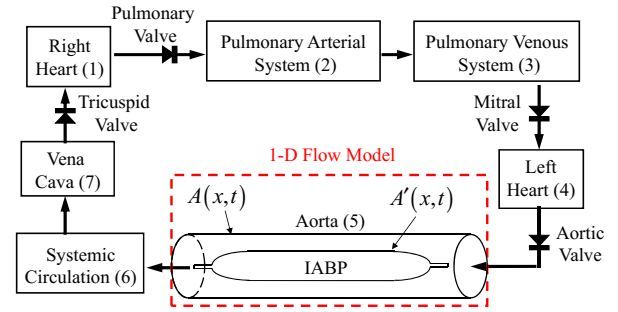 Pulmonary
Valve
Right
Heart (1)
Pulmonary Arterial
System (2)
Pulmonary Venous
System (3)
Tricuspid
Valve
Mitral
Valve
Vena
Cava (7)
1-D Flow Model
Left
Heart (4)
A(x,t)
A′(x,t)
Aorta (5)
Aortic
Valve
Systemic
Circulation (6)
IABP